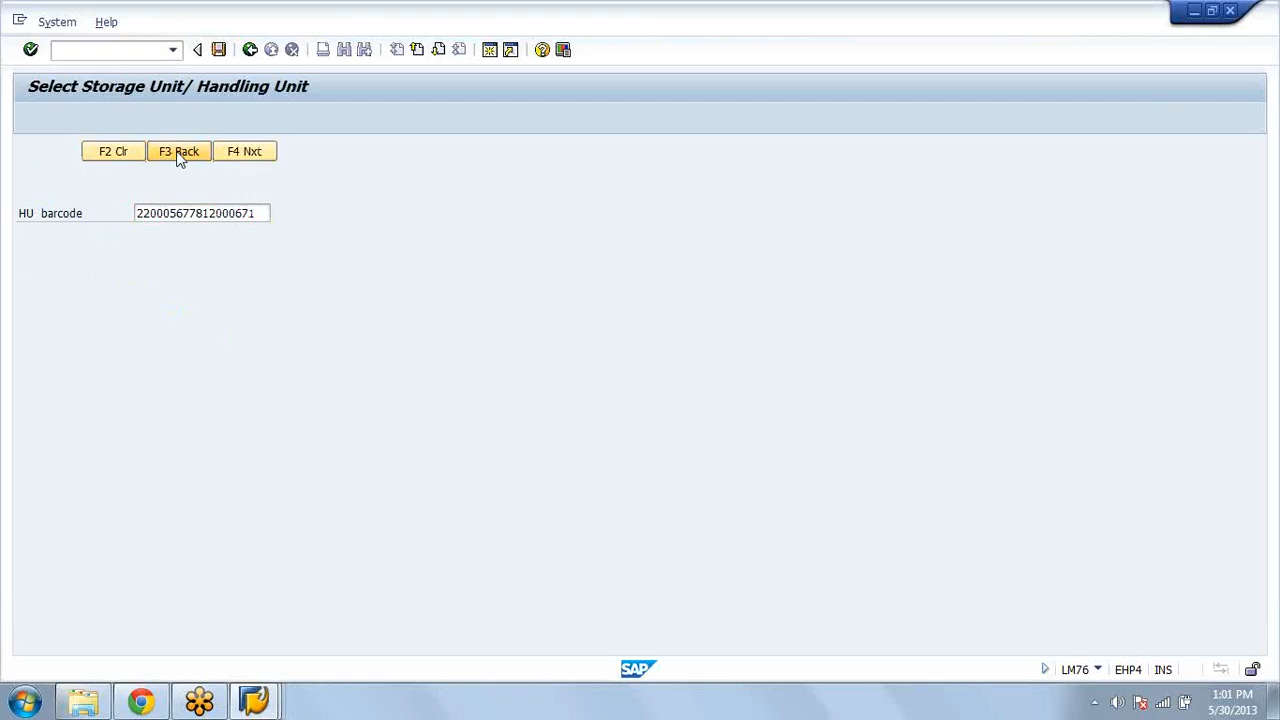 System Help
Select Storage Unit/ Handling Unit
F2 Clr F3 Rack F4 Nxt
HU barcode 220005677812000671
SAP
LM76 EHP4 INS
1:01 PM
5/30/2013